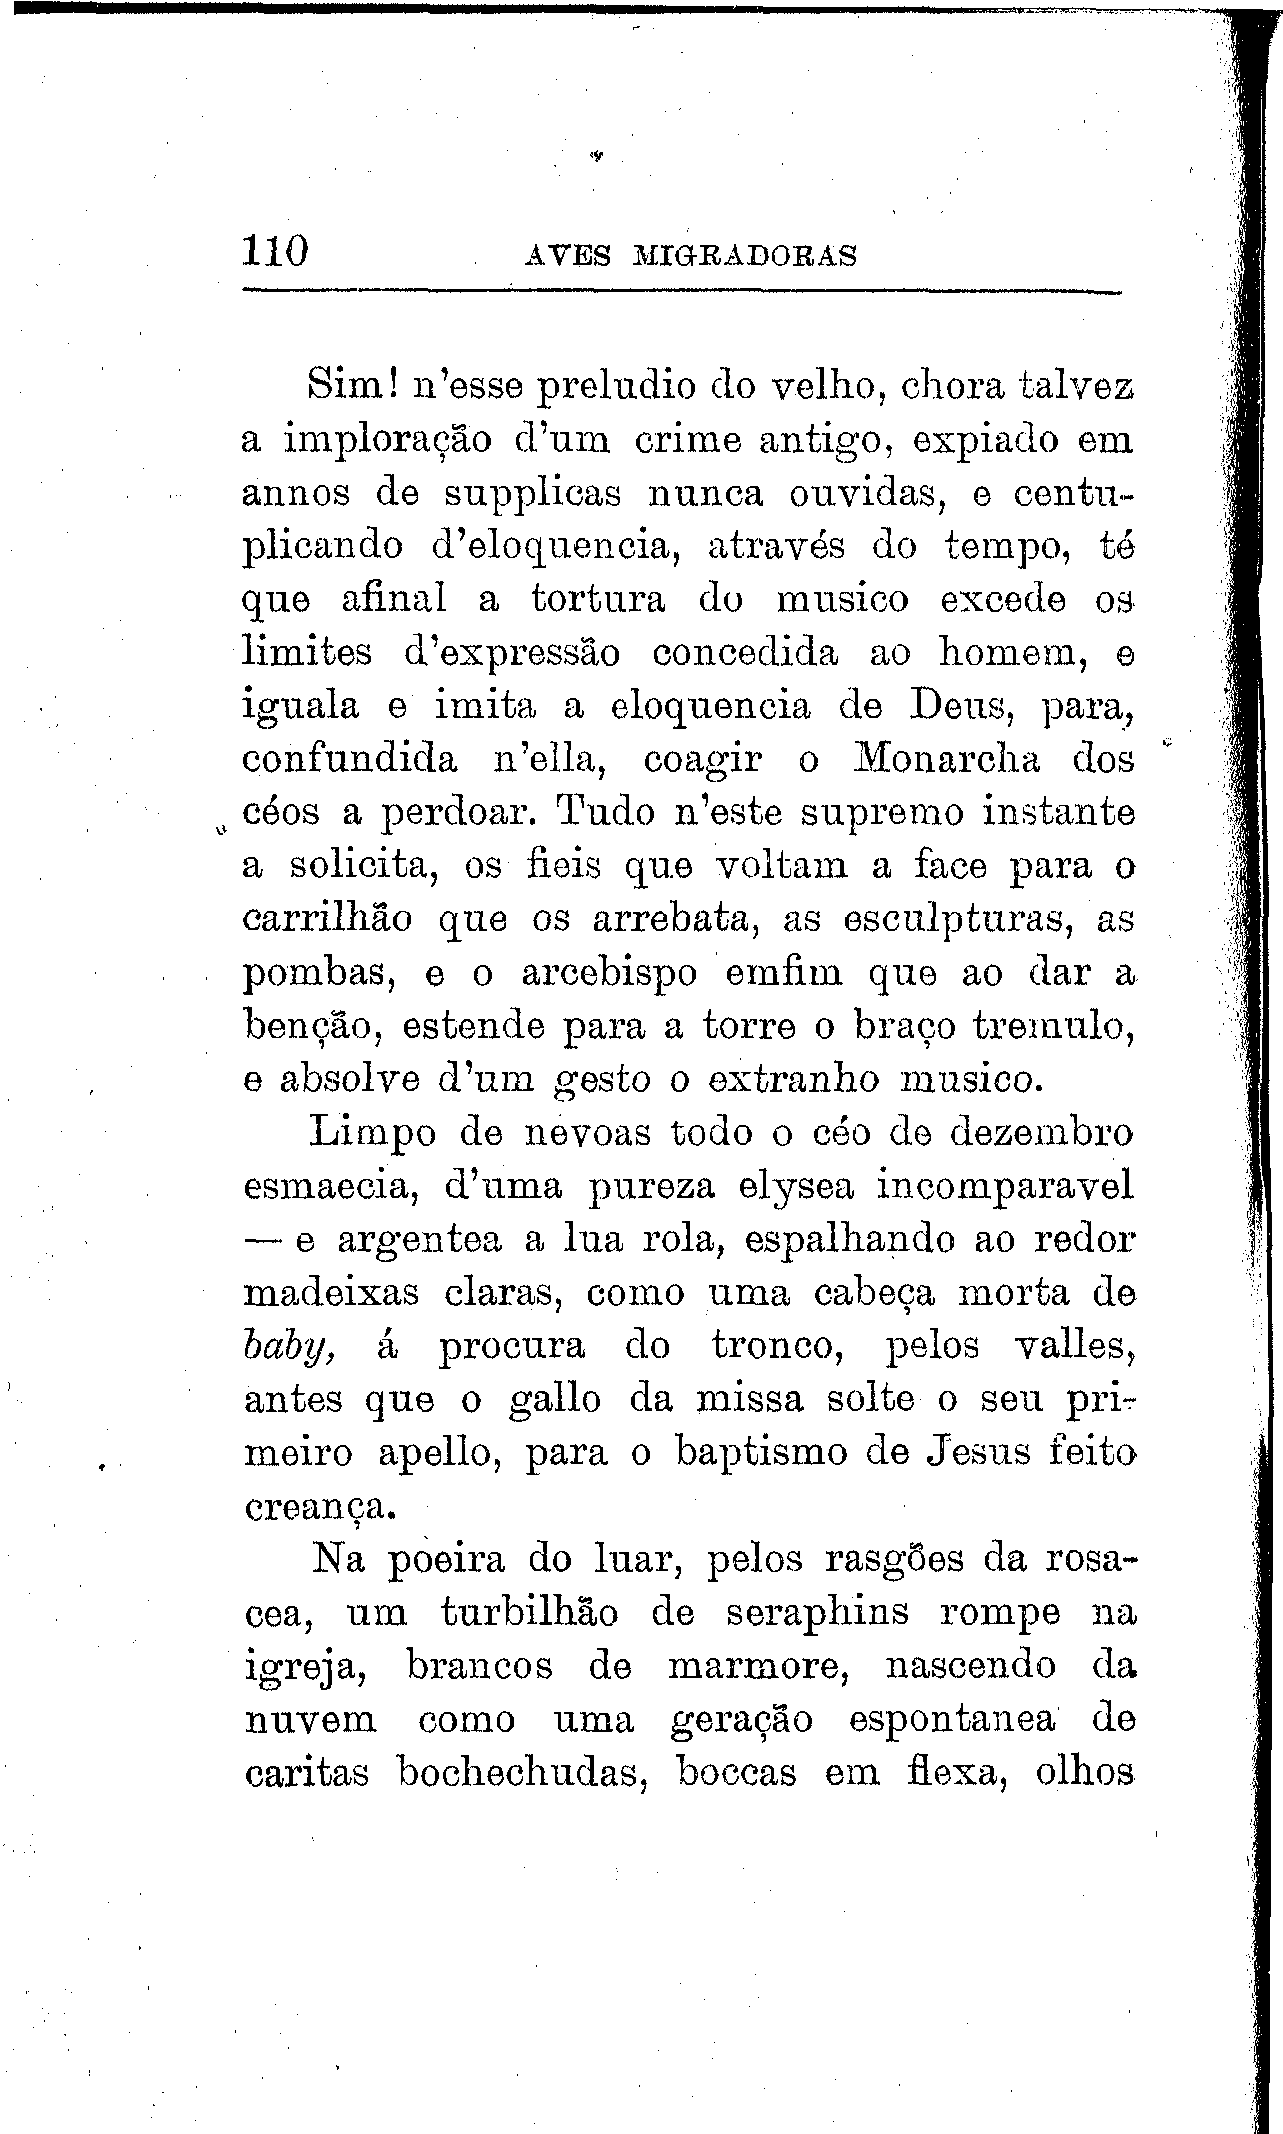 110 AVES MIGRADORAS
Sim! n'esse preludio do velho, chora talvez
a imploração d'um crime antigo, expiado em
annos de supplicas nunca ouvidas, e centu-
plicando d'eloquencia, através do tempo, té
que afinal a tortura do musico excede os
limites d'expressão concedida ao homem, e
iguala e imita a eloquencia de Deus, para,
confundida n'ella, coagir o Monarcha dos
céos a perdoar. Tudo n'este supremo instante
a solicita, os fieis que voltam a face para o
carrilhão que os arrebata, as esculpturas, as
pombas, e o arcebispo emfim que ao dar a
benção, estende para a torre o braço tremulo,
e absolve d'um gesto o extranho musico.
Limpo de nevoas todo o céo de dezembro
esmaecia, d'uma pureza elysea incomparavel
— e argentea a lua rola, espalhando ao redor
madeixas claras, como uma cabeça morta de
baby, á procura do tronco, pelos valles,
antes que o gallo da missa solte o seu pri-
meiro apello, para o baptismo de Jesus feito
creança.
Na poeira do luar, pelos rasgões da rosa-
cea, um turbilhão de seraphins rompe na
igreja, brancos de marmore, nascendo da
nuvem como uma geração espontanea de
caritas bochechudas, boccas em flexa, olhos